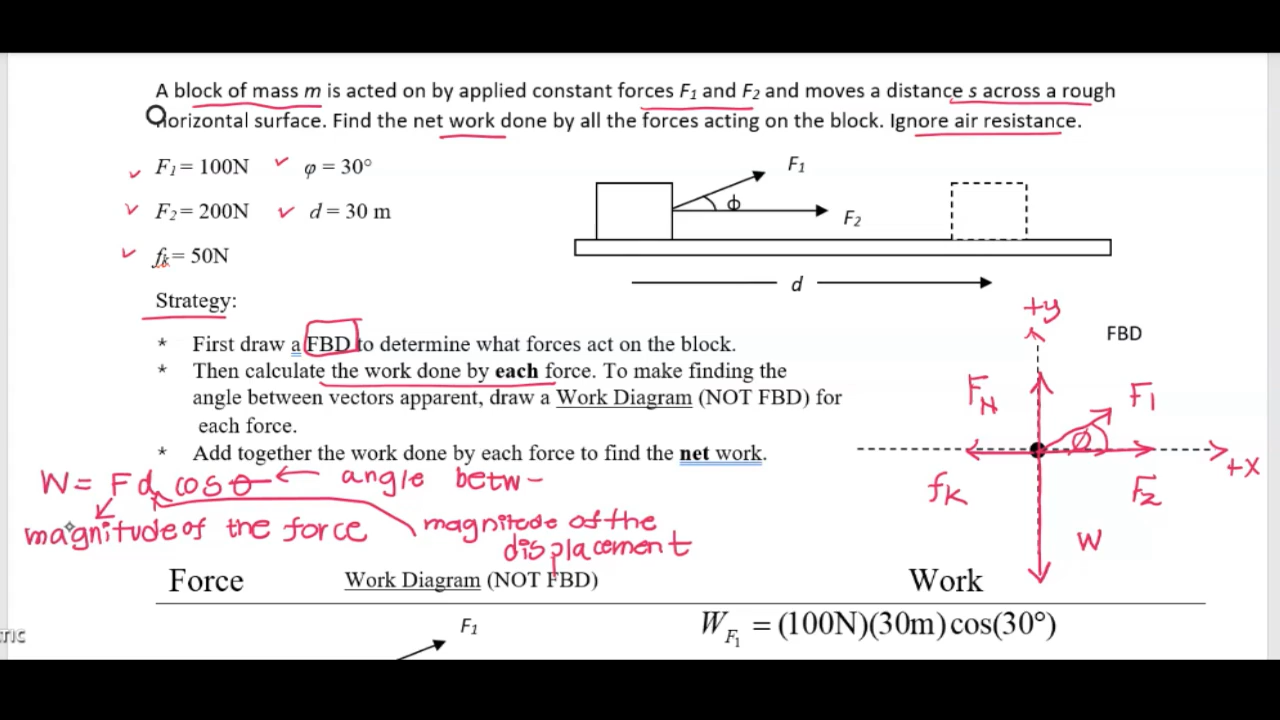 A block of mass m is acted on by applied constant forces F₁ and F₂ and moves a distance s across a rough
horizontal surface. Find the net work done by all the forces acting on the block. Ignore air resistance.
F₁ = 100N φ = 30°
F₂ = 200N d = 30 m
fk = 50N
F₁
ϕ
F₂
d
Strategy:
* First draw a FBD to determine what forces act on the block.
* Then calculate the work done by each force. To make finding the
angle between vectors apparent, draw a Work Diagram (NOT FBD) for
each force.
* Add together the work done by each force to find the net work.
+y
FBD
FN
F1
Ø
+x
fK
F2
W
W = F d cos θ ← angle betw-
magnitude of the force
magnitude of the
displacement
Force Work Diagram (NOT FBD) Work
F₁
W_F₁ = (100N)(30m)cos(30°)
TIC